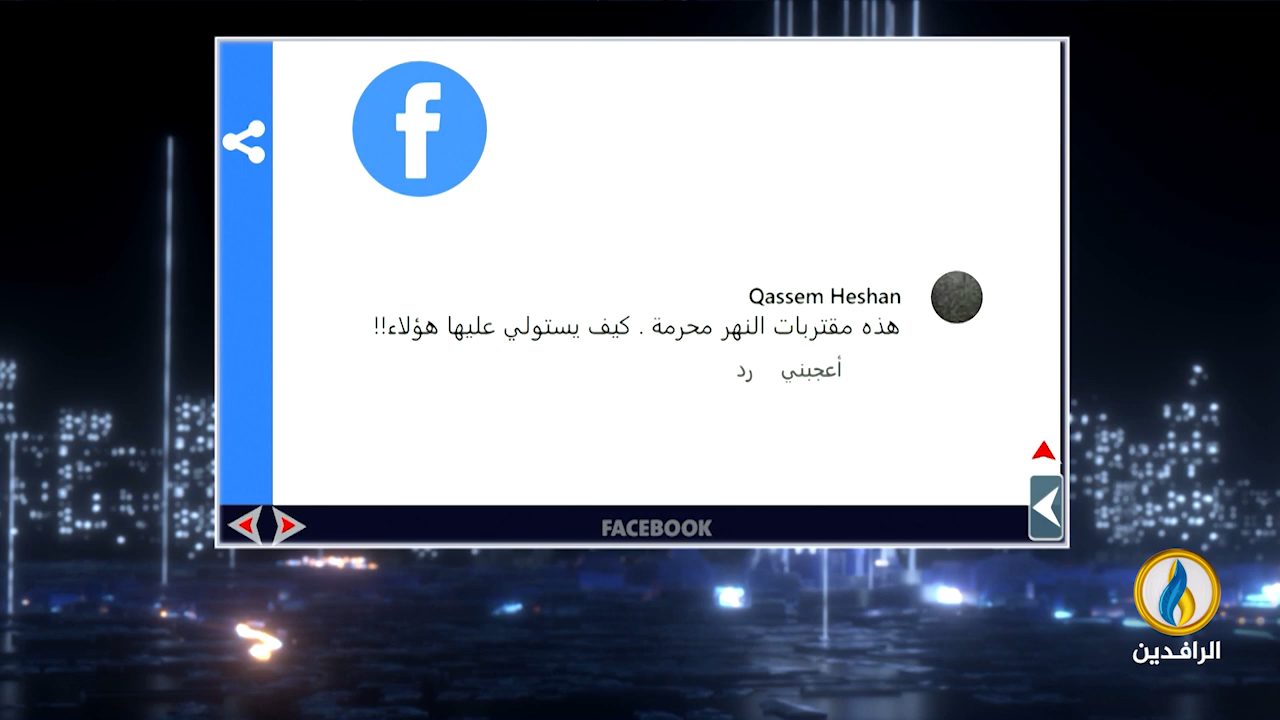 Qassem Heshan
هذه مقتربات النهر محرمة . كيف يستولي عليها هؤلاء!!
أعجبني رد
FACEBOOK
الرافدين